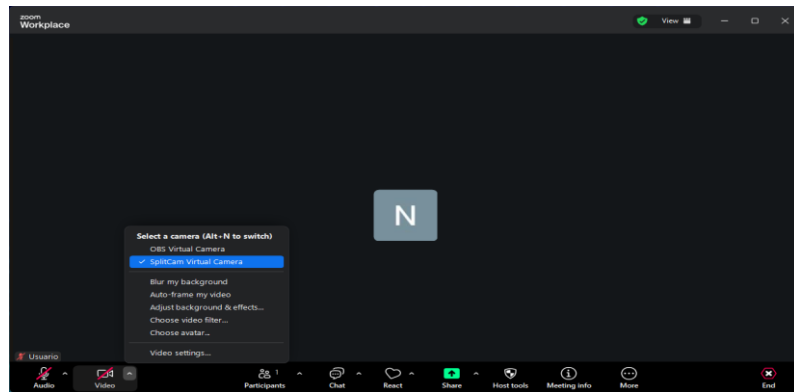 zoom
Workplace
View
N
Select a camera (Alt+N to switch)
OBS Virtual Camera
SplitCam Virtual Camera
Blur my background
Auto-frame my video
Adjust background & effects...
Choose video filter...
Choose avatar...
Video settings...
Usuario
Audio
Video
Participants
1
Chat
React
Share
Host tools
Meeting info
More
End